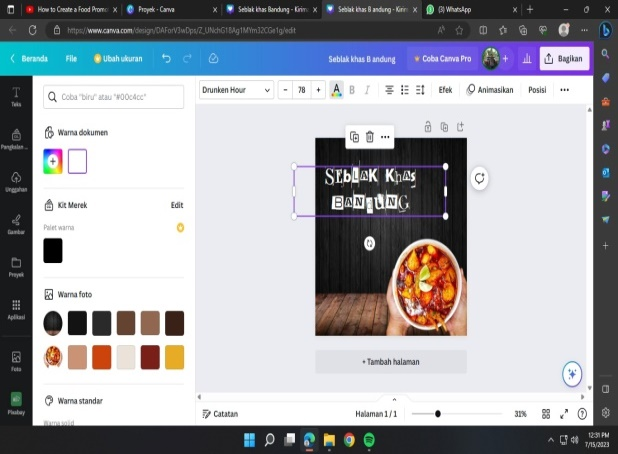 How to Create a Food Promo
Proyek - Canva
Seblak khas Bandung - Kirim
Seblak khas B andung - Kirim
(3) WhatsApp
https://www.canva.com/design/DAForV3wDps/Z_UNchG18Ag1MYm32CGe1g/edit
Beranda File Ubah ukuran Seblak khas B andung Coba Canva Pro Bagikan
Drunken Hour - 78 + A B I Efek Animasikan Posisi
Teks
Coba "biru" atau "#00c4cc"
Warna dokumen
Pangkalan ...
Unggahan
Kit Merek Edit
Palet warna
Gambar
Proyek
Warna foto
Aplikasi
Foto
Pixabay
Warna standar
Warna solid
Seblak Khas
Bandung
+ Tambah halaman
Catatan Halaman 1 / 1 31%
12:31 PM
7/15/2023